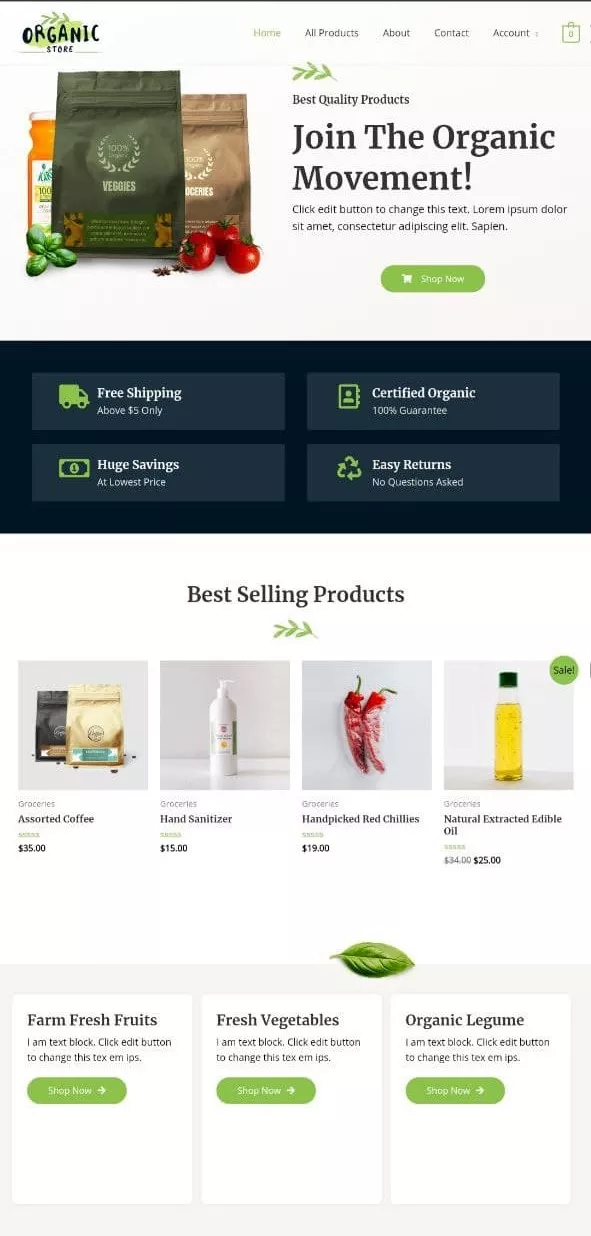 ORGANIC
STORE
Home All Products About Contact Account 0
Best Quality Products
Join The Organic
Movement!
Click edit button to change this text. Lorem ipsum dolor
sit amet, consectetur adipiscing elit. Sapien.
Shop Now
100%
Organic
VEGGIES
100%
Free Shipping
Above $5 Only
Certified Organic
100% Guarantee
Huge Savings
At Lowest Price
Easy Returns
No Questions Asked
Best Selling Products
Sale!
Groceries
Assorted Coffee
sssss
$35.00
Groceries
Hand Sanitizer
sssss
$15.00
Groceries
Handpicked Red Chillies
sssss
$19.00
Groceries
Natural Extracted Edible
Oil
sssss
$34.00 $25.00
Farm Fresh Fruits
I am text block. Click edit button
to change this tex em ips.
Shop Now
Fresh Vegetables
I am text block. Click edit button
to change this tex em ips.
Shop Now
Organic Legume
I am text block. Click edit button
to change this tex em ips.
Shop Now